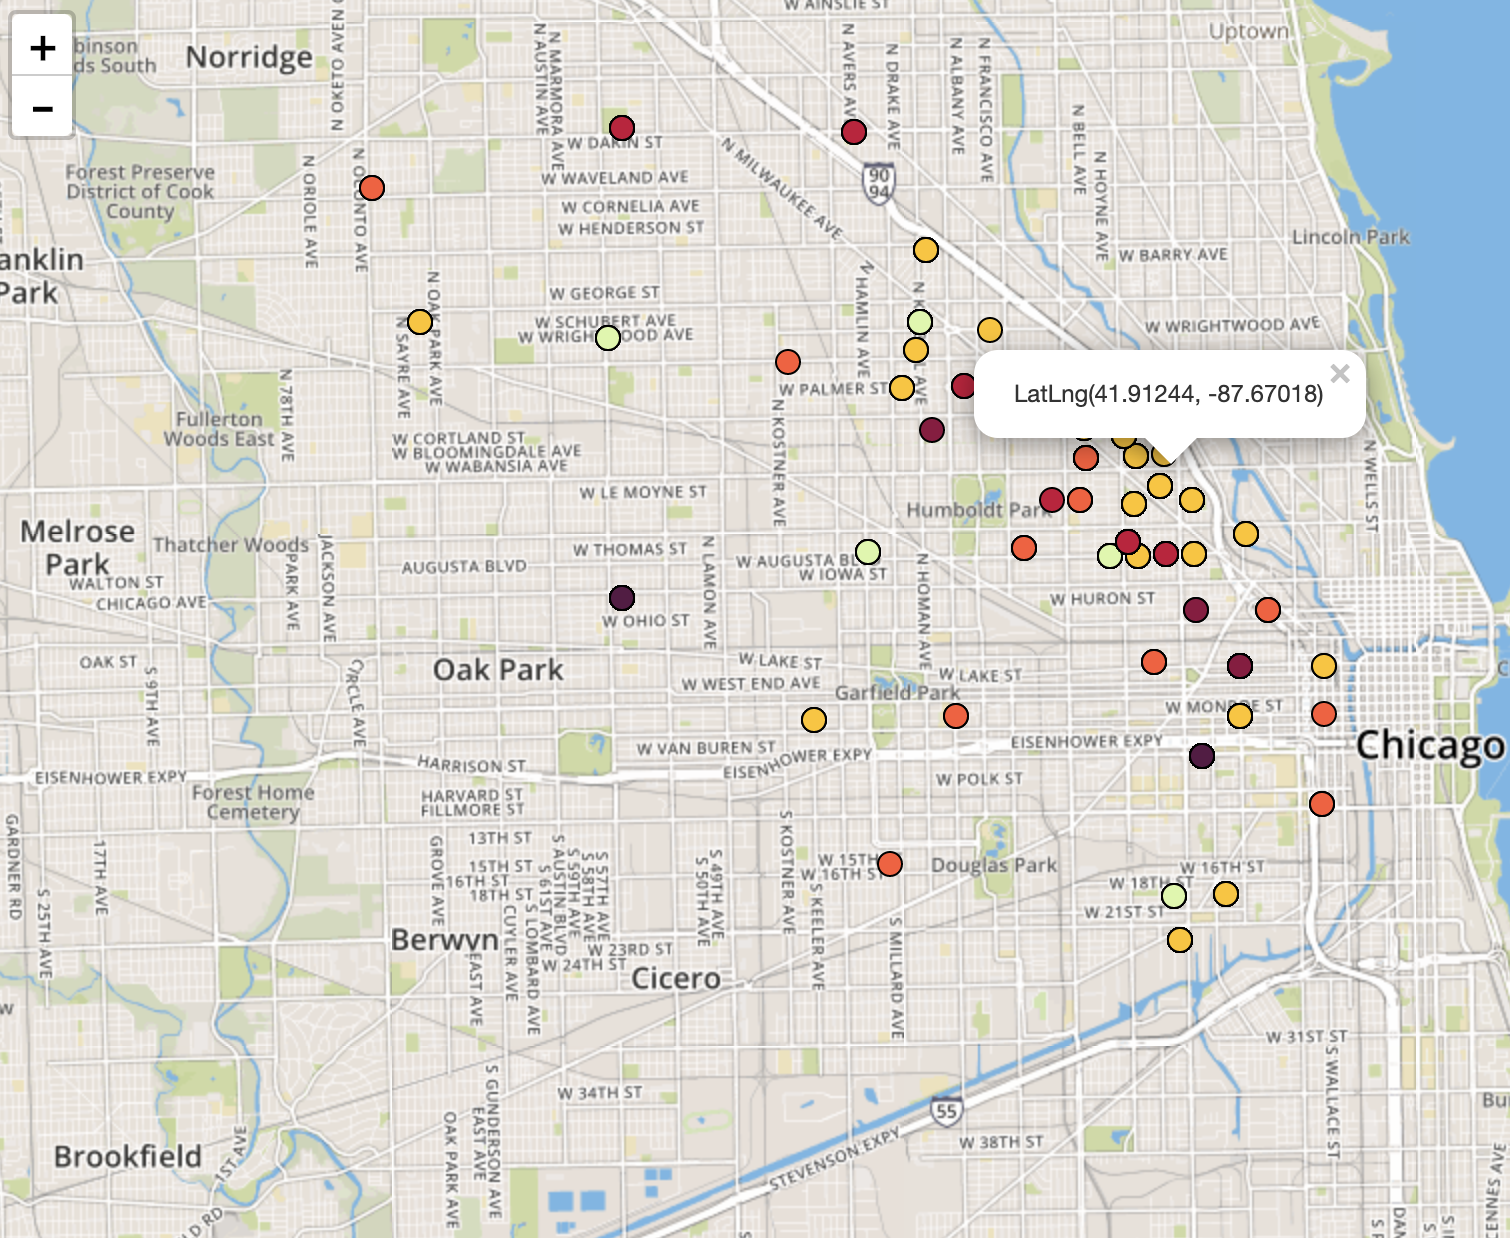 W AINSLIE ST
+
−
binson
ds South
Norridge
N OKETO AVEN
N AUSTIN AVE
N MARMORA AVE
N AVERS AVE
N DRAKE AVE
N ALBANY AVE
N FRANCISCO AVE
Uptown
N BELL AVE
N HOYNE AVE
W DAKIN ST
W WAVELAND AVE
W CORNELIA AVE
W HENDERSON ST
N MILWAUKEE AVE
90
94
Forest Preserve
District of Cook
County
N ORIOLE AVE
Lincoln Park
W BARRY AVE
anklin
Park
N OAK PARK AVE
N SAYRE AVE
W GEORGE ST
W SCHUBERT AVE
N HAMLIN AVE
W WRIGHTWOOD AVE
W PALMER ST
LatLng(41.91244, -87.67018)
×
N 78TH AVE
Fullerton
Woods East
N KOSTNER AVE
W CORTLAND ST
W BLOOMINGDALE AVE
W WABANSIA AVE
N WELLS ST
W LE MOYNE ST
Humboldt Park
Melrose
Park
Thatcher Woods
W THOMAS ST
AUGUSTA BLVD
W IOWA ST
WALTON ST
CHICAGO AVE
PARK AVE
JACKSON AVE
N LAMON AVE
N HOMAN AVE
W HURON ST
W OHIO ST
OAK ST
S 9TH AVE
CIRCLE AVE
Oak Park
W LAKE ST
W WEST END AVE
W LAKE ST
Garfield Park
W MONROE ST
W VAN BUREN ST
EISENHOWER EXPY
EISENHOWER EXPY
Chicago
EISENHOWER EXPY
HARRISON ST
Forest Home
Cemetery
W POLK ST
HARVARD ST
FILLMORE ST
GARDNER RD
17TH AVE
S 25TH AVE
GROVE AVE
13TH ST
15TH ST
16TH ST
18TH ST
S AUSTIN BLVD
S 59TH AVE
S 58TH AVE
S 57TH AVE
S 61ST AVE
S 50TH AVE
S 49TH AVE
S KOSTNER AVE
S KEELER AVE
W 15TH
W 16TH ST
Douglas Park
W 16TH ST
W 18TH ST
W 21ST ST
Berwyn
EAST AVE
CUYLER AVE
S LOMBARD AVE
W 23RD ST
W 24TH ST
Cicero
S MILLARD AVE
W
W 31ST ST
S WALLACE ST
W 34TH ST
S GUNDERSON AVE
EAST AVE
OAK PARK AVE
55
STEVENSON EXPY
W 38TH ST
Brookfield
1ST AVE
LD RD
Bu
ENNES AVE
DAN